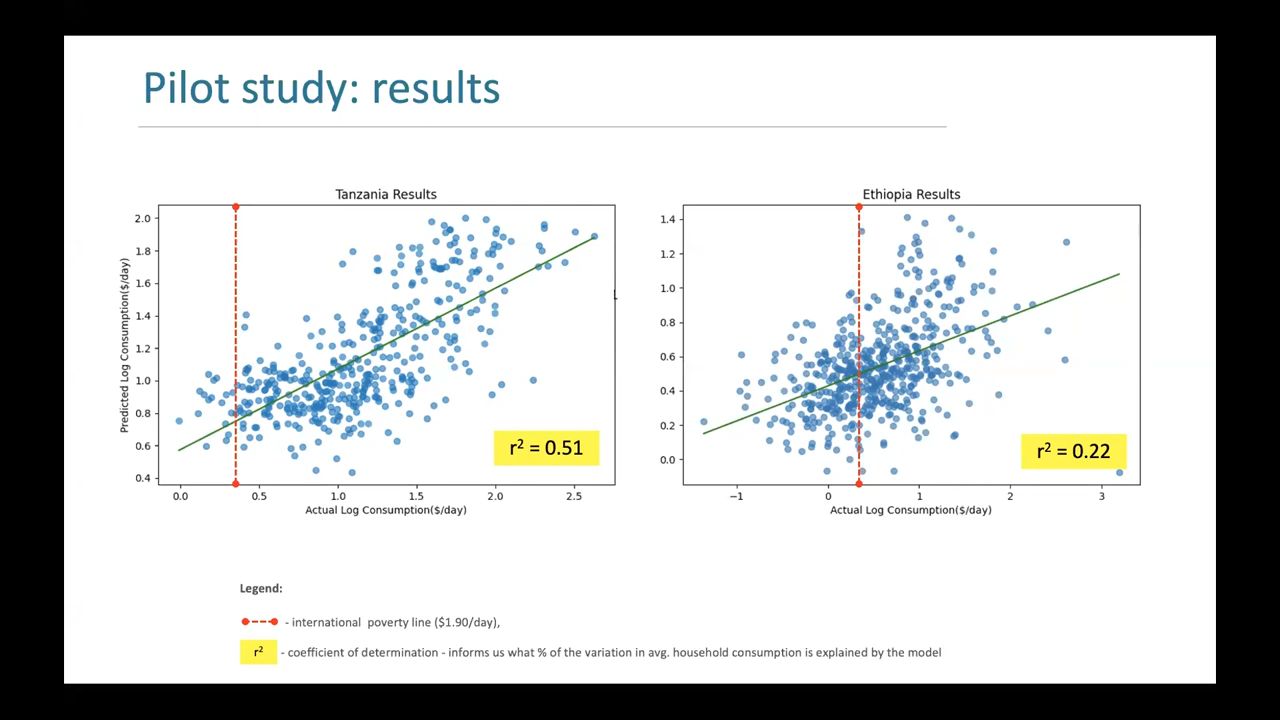 Pilot study: results
Tanzania Results
Predicted Log Consumption($/day)
2.0
1.8
1.6
1.4
1.2
1.0
0.8
0.6
0.4
0.0 0.5 1.0 1.5 2.0 2.5
Actual Log Consumption($/day)
r² = 0.51
Ethiopia Results
1.4
1.2
1.0
0.8
0.6
0.4
0.2
0.0
−1 0 1 2 3
Actual Log Consumption($/day)
r² = 0.22
Legend:
- international poverty line ($1.90/day),
r² - coefficient of determination - informs us what % of the variation in avg. household consumption is explained by the model